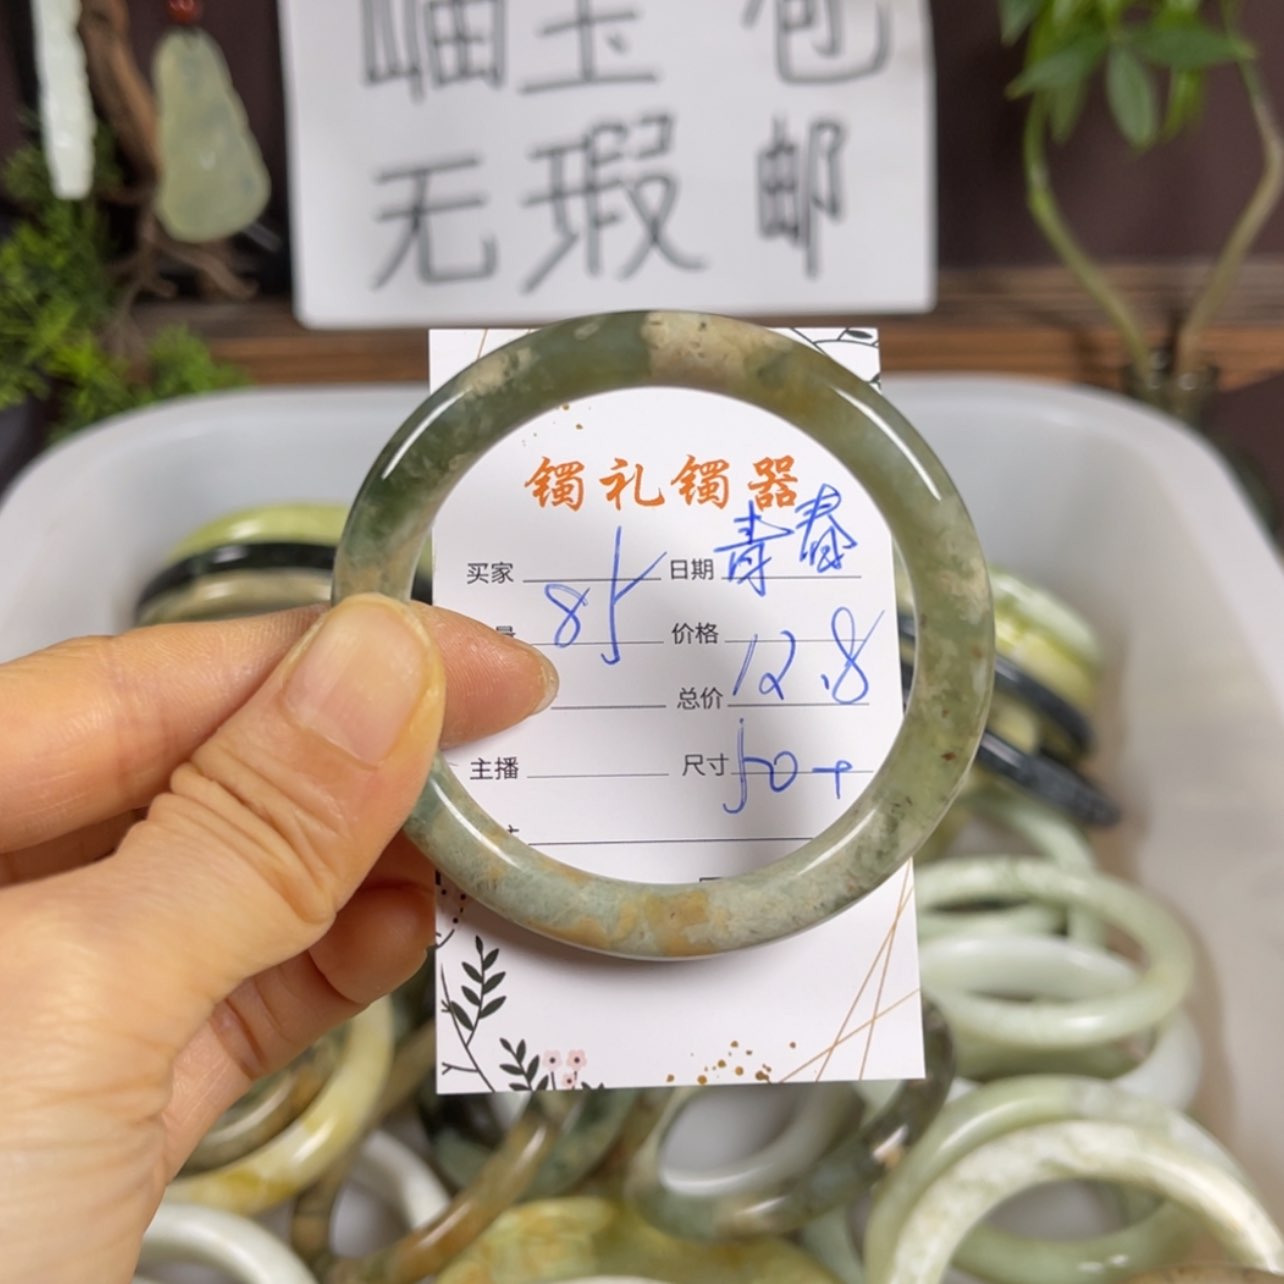 岫玉 包
无瑕 邮
镯礼镯器
买家 日期 青春
85 价格
总价 12.8
主播 尺寸 50+